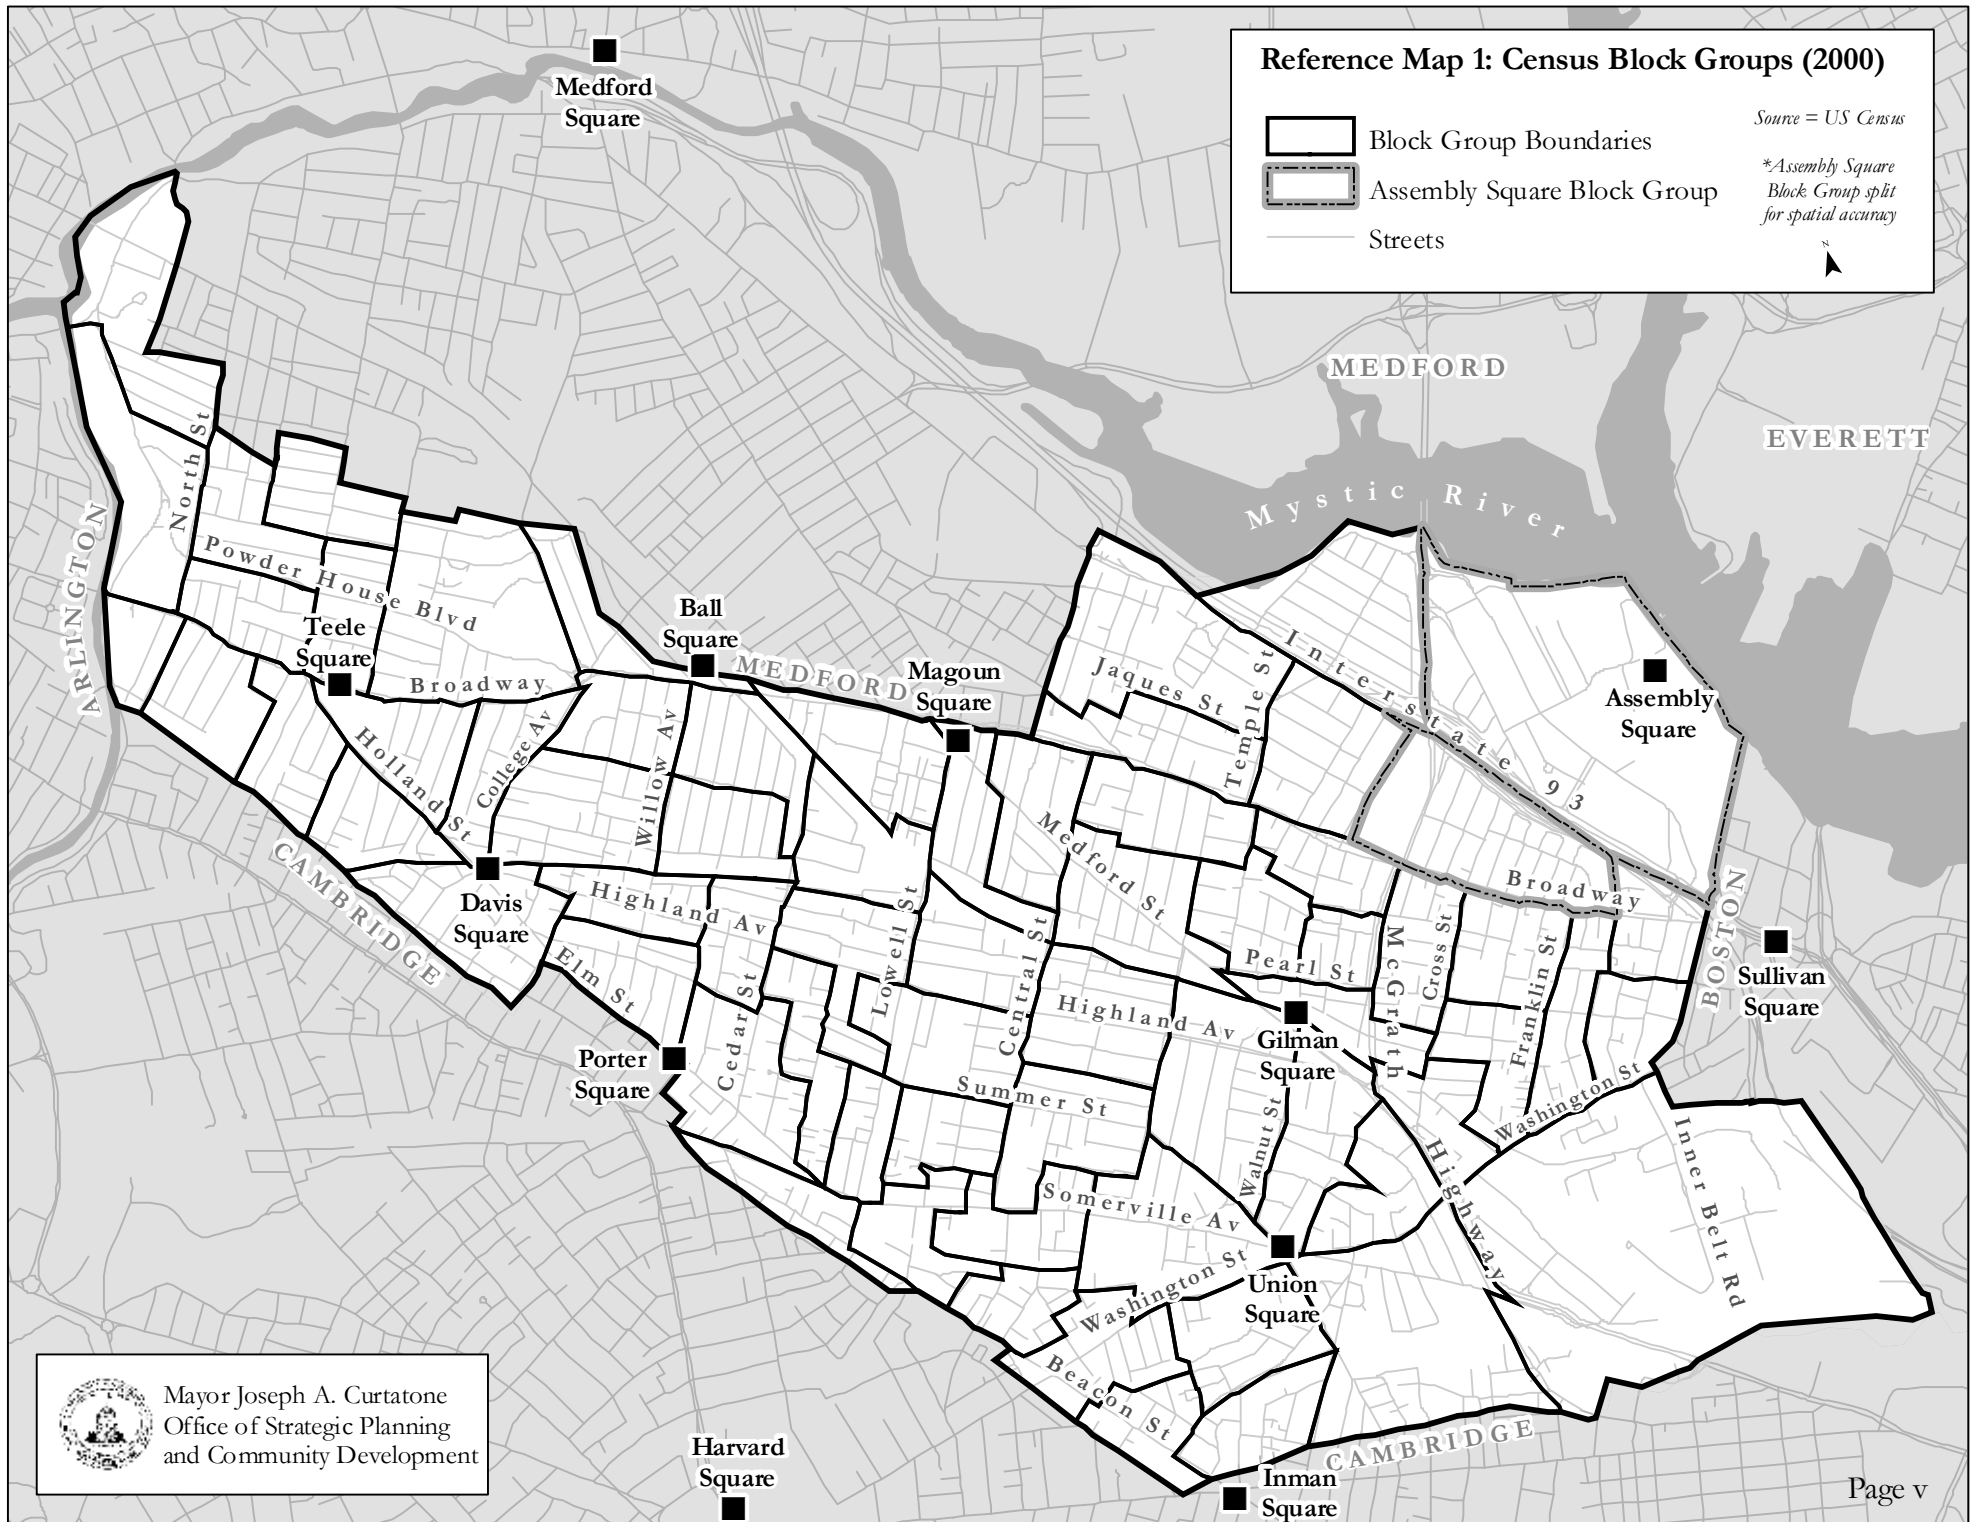 Reference Map 1: Census Block Groups (2000)
Block Group Boundaries
Assembly Square Block Group
Streets
Source = US Census
*Assembly Square
Block Group split
for spatial accuracy
N
Medford
Square
MEDFORD
EVERETT
Mystic River
ARLINGTON
North St
Powder House Blvd
Teele
Square
Broadway
Ball
Square
MEDFORD
Magoun
Square
Jaques St
Temple St
Interstate 93
Assembly
Square
Holland St
College Av
Willow Av
Medford St
Broadway
BOSTON
CAMBRIDGE
Davis
Square
Highland Av
Elm St
Cedar St
Lowell St
Central St
Highland Av
Pearl St
McGrath
Highway
Cross St
Franklin St
Sullivan
Square
Porter
Square
Gilman
Square
Summer St
Walnut St
Washington St
Inner Belt Rd
Somerville Av
Washington St
Union
Square
Beacon St
CAMBRIDGE
Harvard
Square
Inman
Square
Mayor Joseph A. Curtatone
Office of Strategic Planning
and Community Development
Page v